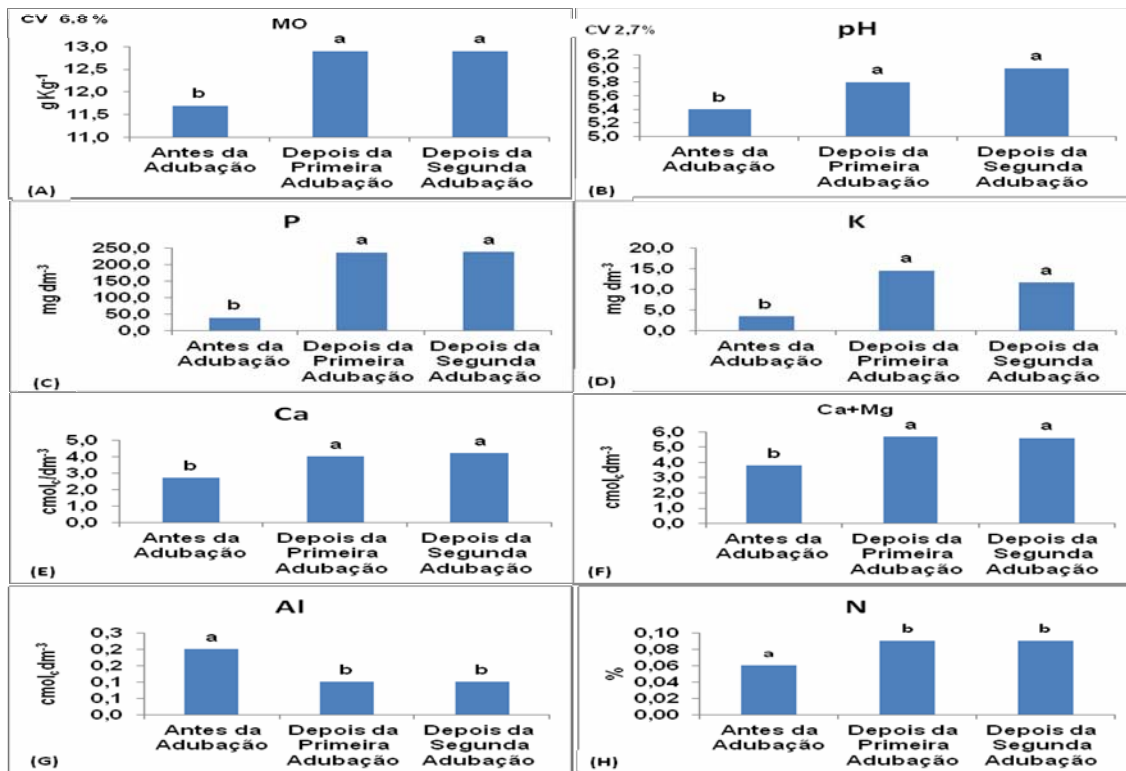 CV 6,8 %
MO
a
a
b
13,0
12,5
12,0
11,5
11,0
gKg-1
Antes da
Adubação
Depois da
Primeira
Adubação
Depois da
Segunda
Adubação
(A)
CV 2,7%
pH
a
a
b
6,2
6,0
5,8
5,6
5,4
5,2
5,0
Antes da
Adubação
Depois da
Primeira
Adubação
Depois da
Segunda
Adubação
(B)
P
a
a
b
250,0
200,0
150,0
100,0
50,0
0,0
mg dm-3
Antes da
Adubação
Depois da
Primeira
Adubação
Depois da
Segunda
Adubação
(C)
K
a
a
b
20,0
15,0
10,0
5,0
0,0
mg dm-3
Antes da
Adubação
Depois da
Primeira
Adubação
Depois da
Segunda
Adubação
(D)
Ca
a
a
b
5,0
4,0
3,0
2,0
1,0
0,0
cmolc/dm-3
Antes da
Adubação
Depois da
Primeira
Adubação
Depois da
Segunda
Adubação
(E)
Ca+Mg
a
a
b
6,0
5,0
4,0
3,0
2,0
1,0
0,0
cmolcdm-3
Antes da
Adubação
Depois da
Primeira
Adubação
Depois da
Segunda
Adubação
(F)
Al
a
b
b
0,3
0,2
0,2
0,1
0,1
0,0
cmolcdm-3
Antes da
Adubação
Depois da
Primeira
Adubação
Depois da
Segunda
Adubação
(G)
N
b
b
a
0,10
0,08
0,06
0,04
0,02
0,00
%
Antes da
Adubação
Depois da
Primeira
Adubação
Depois da
Segunda
Adubação
(H)